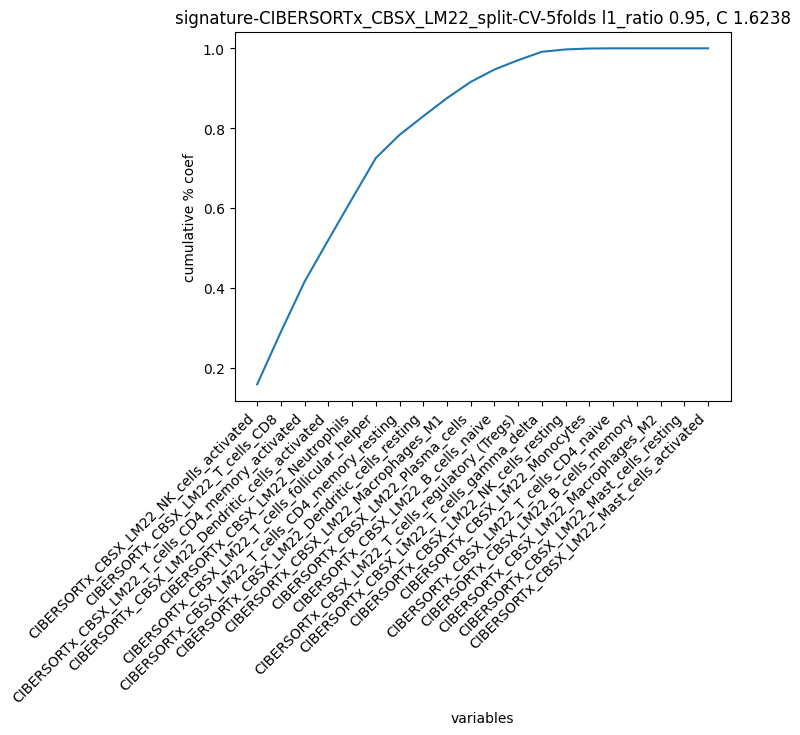 signature-CIBERSORTx_CBSX_LM22_split-CV-5folds l1_ratio 0.95, C 1.6238
cumulative % coef
1.0
0.8
0.6
0.4
0.2
CIBERSORTx_CBSX_LM22_NK_cells_activated
CIBERSORTx_CBSX_LM22_T_cells_CD8
CIBERSORTx_CBSX_LM22_T_cells_CD4_memory_activated
CIBERSORTx_CBSX_LM22_Dendritic_cells_activated
CIBERSORTx_CBSX_LM22_Neutrophils
CIBERSORTx_CBSX_LM22_T_cells_follicular_helper
CIBERSORTx_CBSX_LM22_T_cells_CD4_memory_resting
CIBERSORTx_CBSX_LM22_Dendritic_cells_resting
CIBERSORTx_CBSX_LM22_Macrophages_M1
CIBERSORTx_CBSX_LM22_Plasma_cells
CIBERSORTx_CBSX_LM22_B_cells_naive
CIBERSORTx_CBSX_LM22_T_cells_regulatory_(Tregs)
CIBERSORTx_CBSX_LM22_T_cells_gamma_delta
CIBERSORTx_CBSX_LM22_NK_cells_resting
CIBERSORTx_CBSX_LM22_Monocytes
CIBERSORTx_CBSX_LM22_T_cells_CD4_naive
CIBERSORTx_CBSX_LM22_B_cells_memory
CIBERSORTx_CBSX_LM22_Macrophages_M2
CIBERSORTx_CBSX_LM22_Mast_cells_resting
CIBERSORTx_CBSX_LM22_Mast_cells_activated
variables